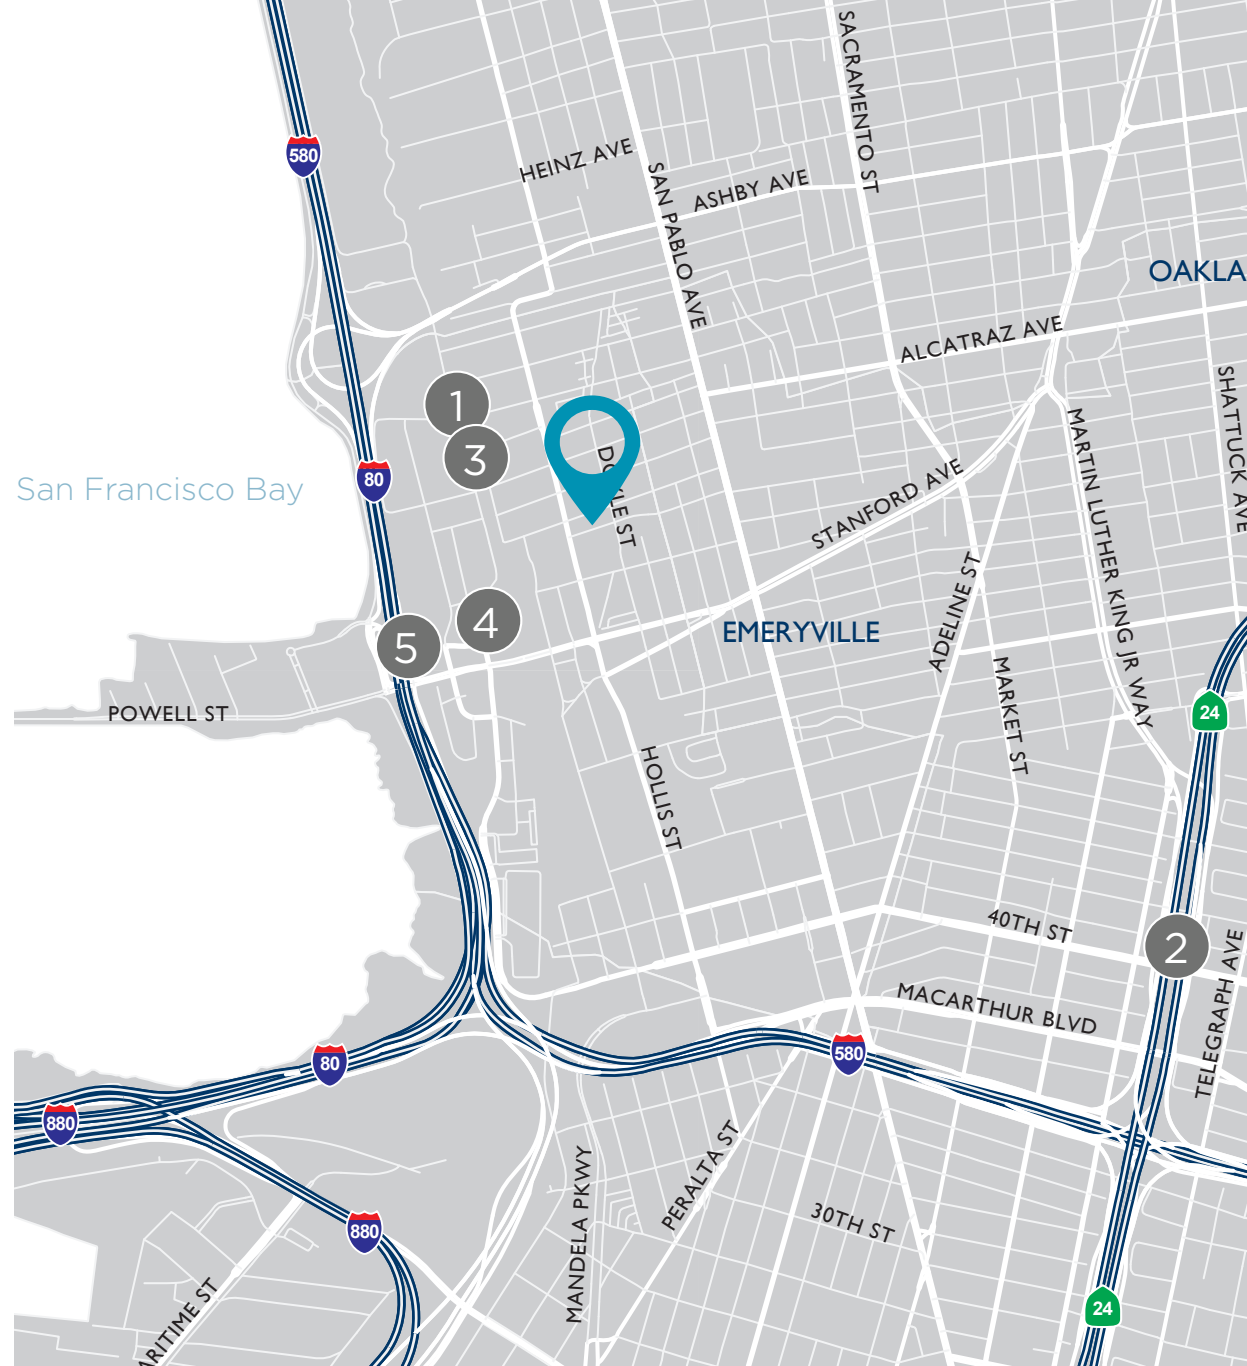 SACRAMENTO ST
580
HEINZ AVE
SAN PABLO AVE
ASHBY AVE
OAKLA
ALCATRAZ AVE
SHATTUCK AVE
1
3
MARTIN LUTHER KING JR WAY
DOYLE ST
San Francisco Bay
80
STANFORD AVE
ADELINE ST
4
EMERYVILLE
5
MARKET ST
POWELL ST
24
HOLLIS ST
40TH ST
2
TELEGRAPH AVE
MACARTHUR BLVD
80
580
880
PERALTA ST
MANDELA PKWY
30TH ST
880
ARITIME ST
24